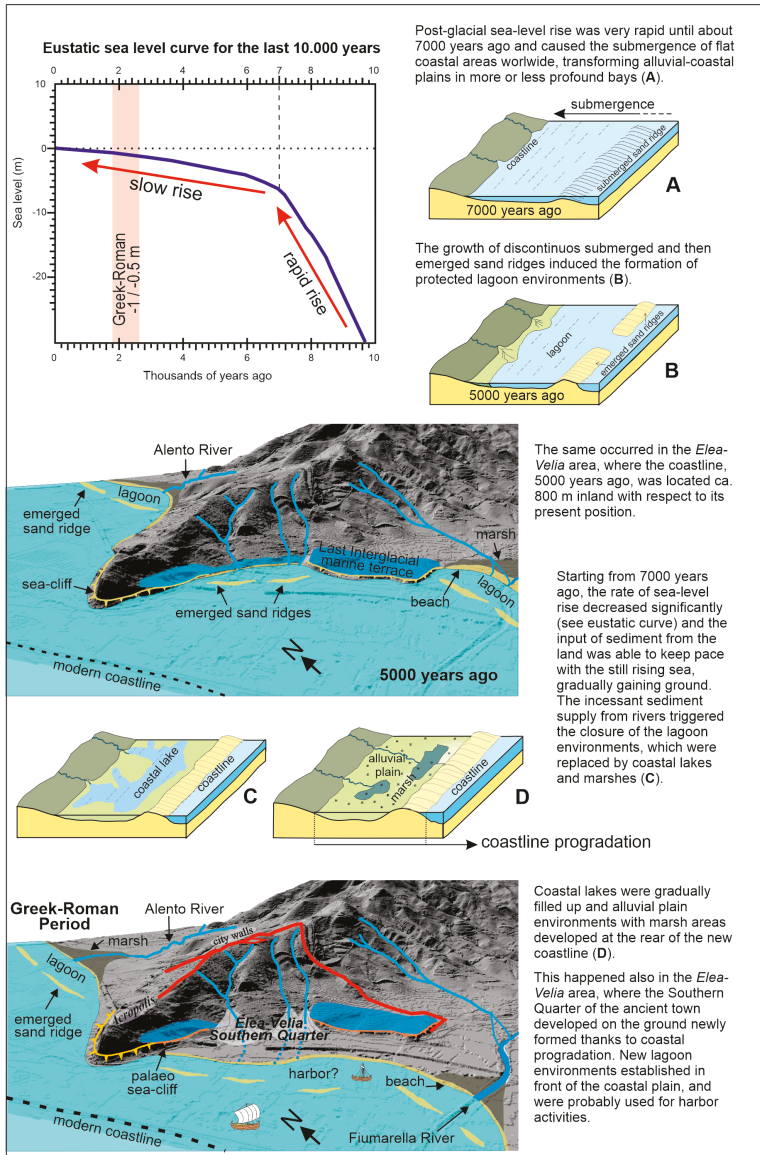 Eustatic sea level curve for the last 10.000 years
0 1 2 3 4 5 6 7 8 9 10
10
0
-10
-20
Sea level (m)
slow rise
rapid rise
Greek-Roman
-1 / -0.5 m
0 2 4 6 8 10
Thousands of years ago
Post-glacial sea-level rise was very rapid until about
7000 years ago and caused the submergence of flat
coastal areas worlwide, transforming alluvial-coastal
plains in more or less profound bays (A).
submergence
coastline
submerged sand ridge
A
7000 years ago
The growth of discontinuos submerged and then
emerged sand ridges induced the formation of
protected lagoon environments (B).
lagoon
emerged sand ridges
B
5000 years ago
Alento River
lagoon
emerged
sand ridge
sea-cliff
Last Interglacial
marine terrace
marsh
lagoon
beach
emerged sand ridges
N
modern coastline
5000 years ago
The same occurred in the Elea-
Velia area, where the coastline,
5000 years ago, was located ca.
800 m inland with respect to its
present position.
Starting from 7000 years
ago, the rate of sea-level
rise decreased significantly
(see eustatic curve) and the
input of sediment from the
land was able to keep pace
with the still rising sea,
gradually gaining ground.
The incessant sediment
supply from rivers triggered
the closure of the lagoon
environments, which were
replaced by coastal lakes
and marshes (C).
coastal lake
coastline
C
alluvial
plain
marsh
coastline
D
coastline progradation
Greek-Roman
Period
Alento River
marsh
city walls
lagoon
Acropolis
emerged
sand ridge
Elea-Velia
Southern Quarter
palaeo
sea-cliff
harbor?
beach
N
modern coastline
Fiumarella River
Coastal lakes were gradually
filled up and alluvial plain
environments with marsh areas
developed at the rear of the new
coastline (D).
This happened also in the Elea-
Velia area, where the Southern
Quarter of the ancient town
developed on the ground newly
formed thanks to coastal
progradation. New lagoon
environments established in
front of the coastal plain, and
were probably used for harbor
activities.